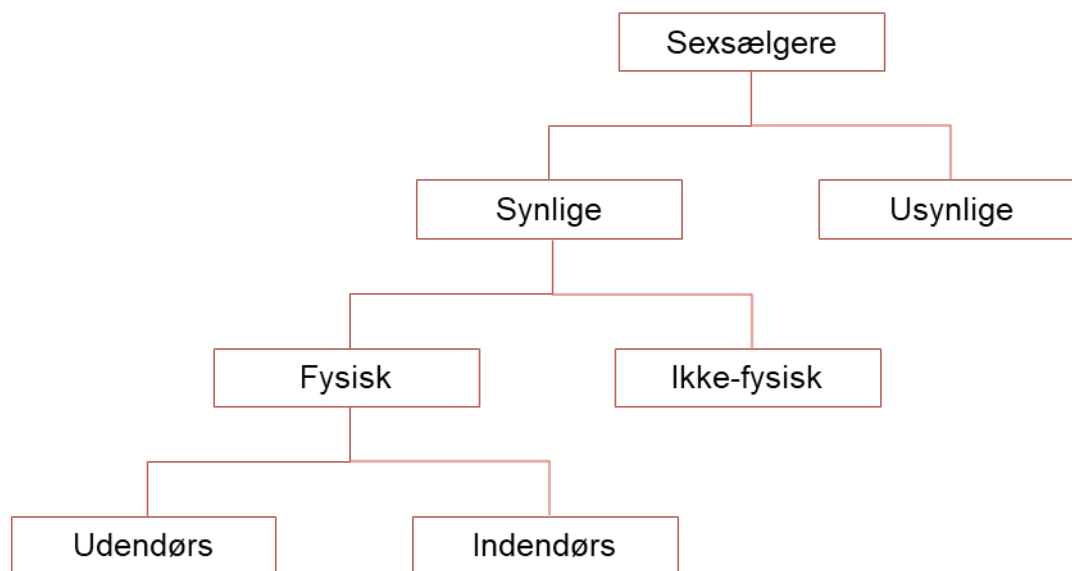 Sexsælgere
Synlige
Usynlige
Fysisk
Ikke-fysisk
Udendørs
Indendørs